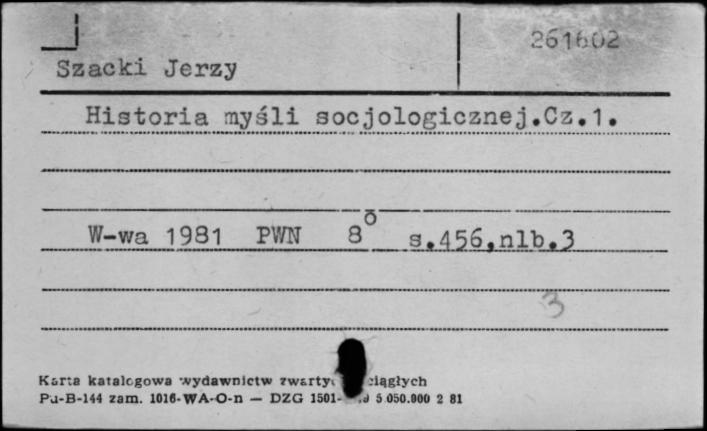 261602
Szacki Jerzy
Historia myśli socjologicznej.Cz.1.
W-wa 1981 PWN 8° s.456,nlb.3
3
Karta katalogowa wydawnictw ciągłych
Pu-B-144 zam. 1016-WA-O-n — DZG 1501- 5.050.000 2 81